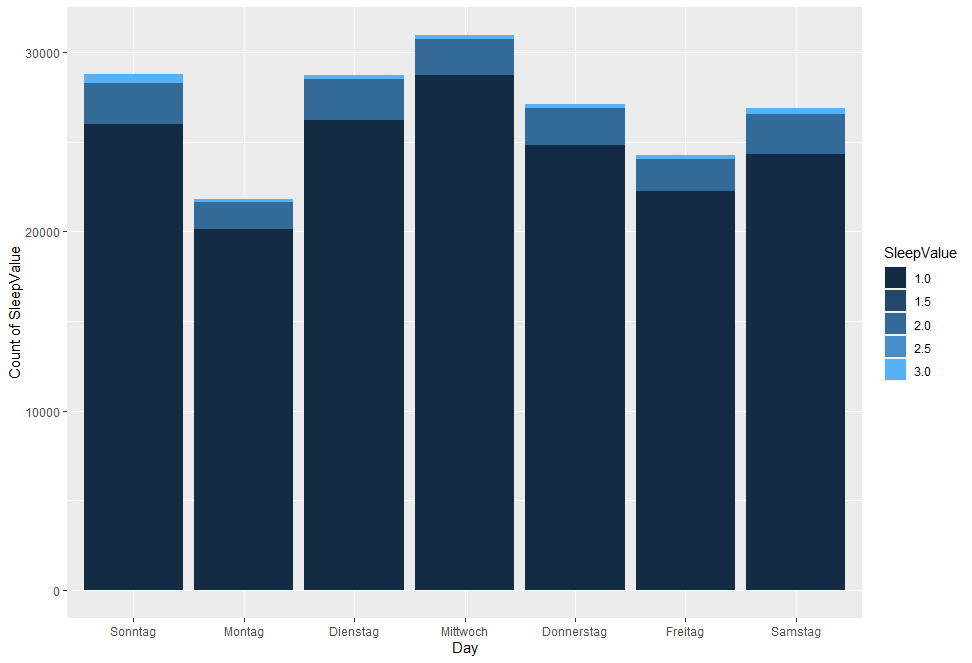 Count of SleepValue
30000
20000
10000
0
Sonntag Montag Dienstag Mittwoch Donnerstag Freitag Samstag
Day
SleepValue
1.0
1.5
2.0
2.5
3.0